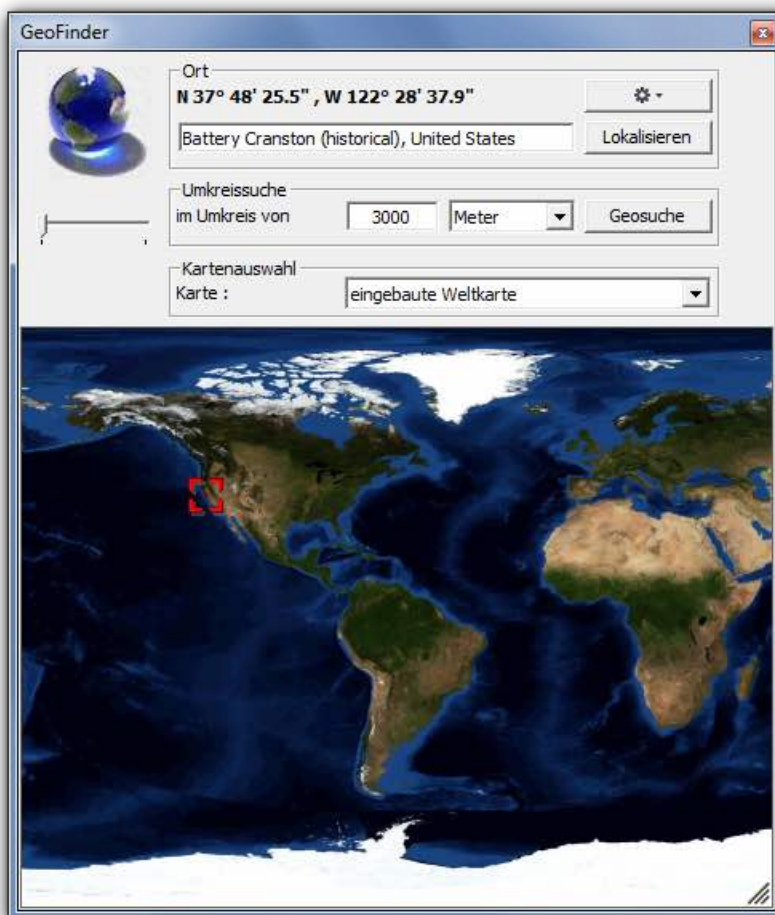 GeoFinder
Ort
N 37° 48' 25.5" , W 122° 28' 37.9"
Battery Cranston (historical), United States
Lokalisieren
Umkreissuche
im Umkreis von 3000 Meter Geosuche
Kartenauswahl
Karte : eingebaute Weltkarte